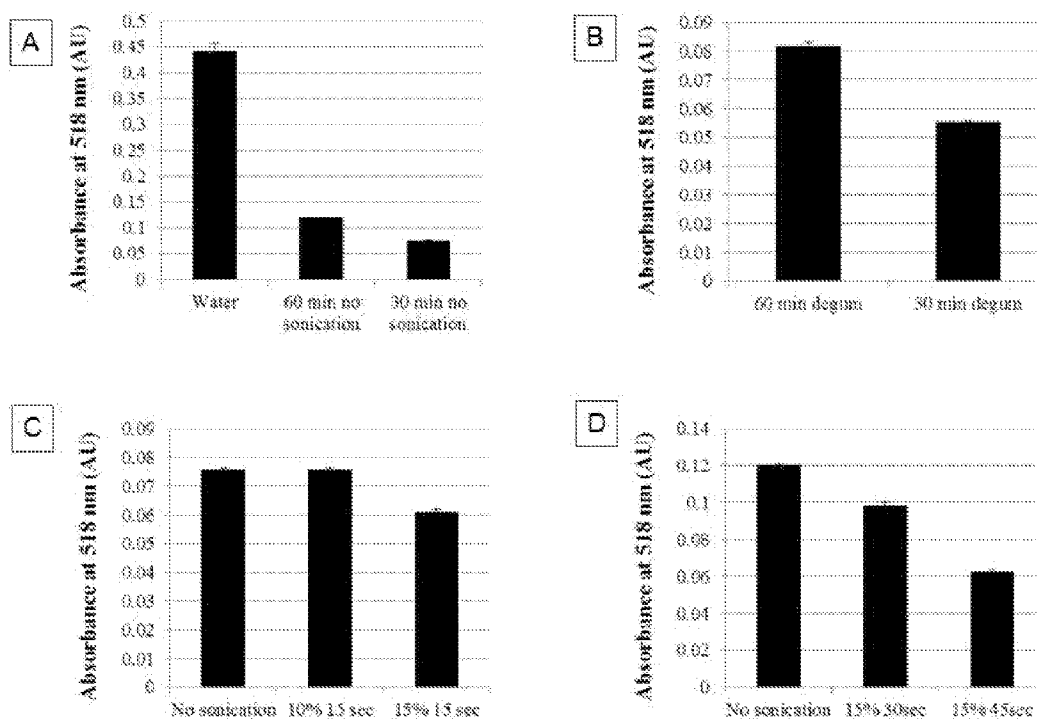 A
Absorbance at 518 nm (AU)
0.5
0.45
0.4
0.35
0.3
0.25
0.2
0.15
0.1
0.05
0
Water
60 min no
sonication
30 min no
sonication
B
Absorbance at 518 nm (AU)
0.09
0.08
0.07
0.06
0.05
0.04
0.03
0.02
0.01
0
60 min degum
30 min degum
C
Absorbance at 518 nm (AU)
0.09
0.08
0.07
0.06
0.05
0.04
0.03
0.02
0.01
0
No sonication
10% 15 sec
15% 15 sec
D
Absorbance at 518 nm (AU)
0.14
0.12
0.1
0.08
0.06
0.04
0.02
0
No sonication
15% 30sec
15% 45sec